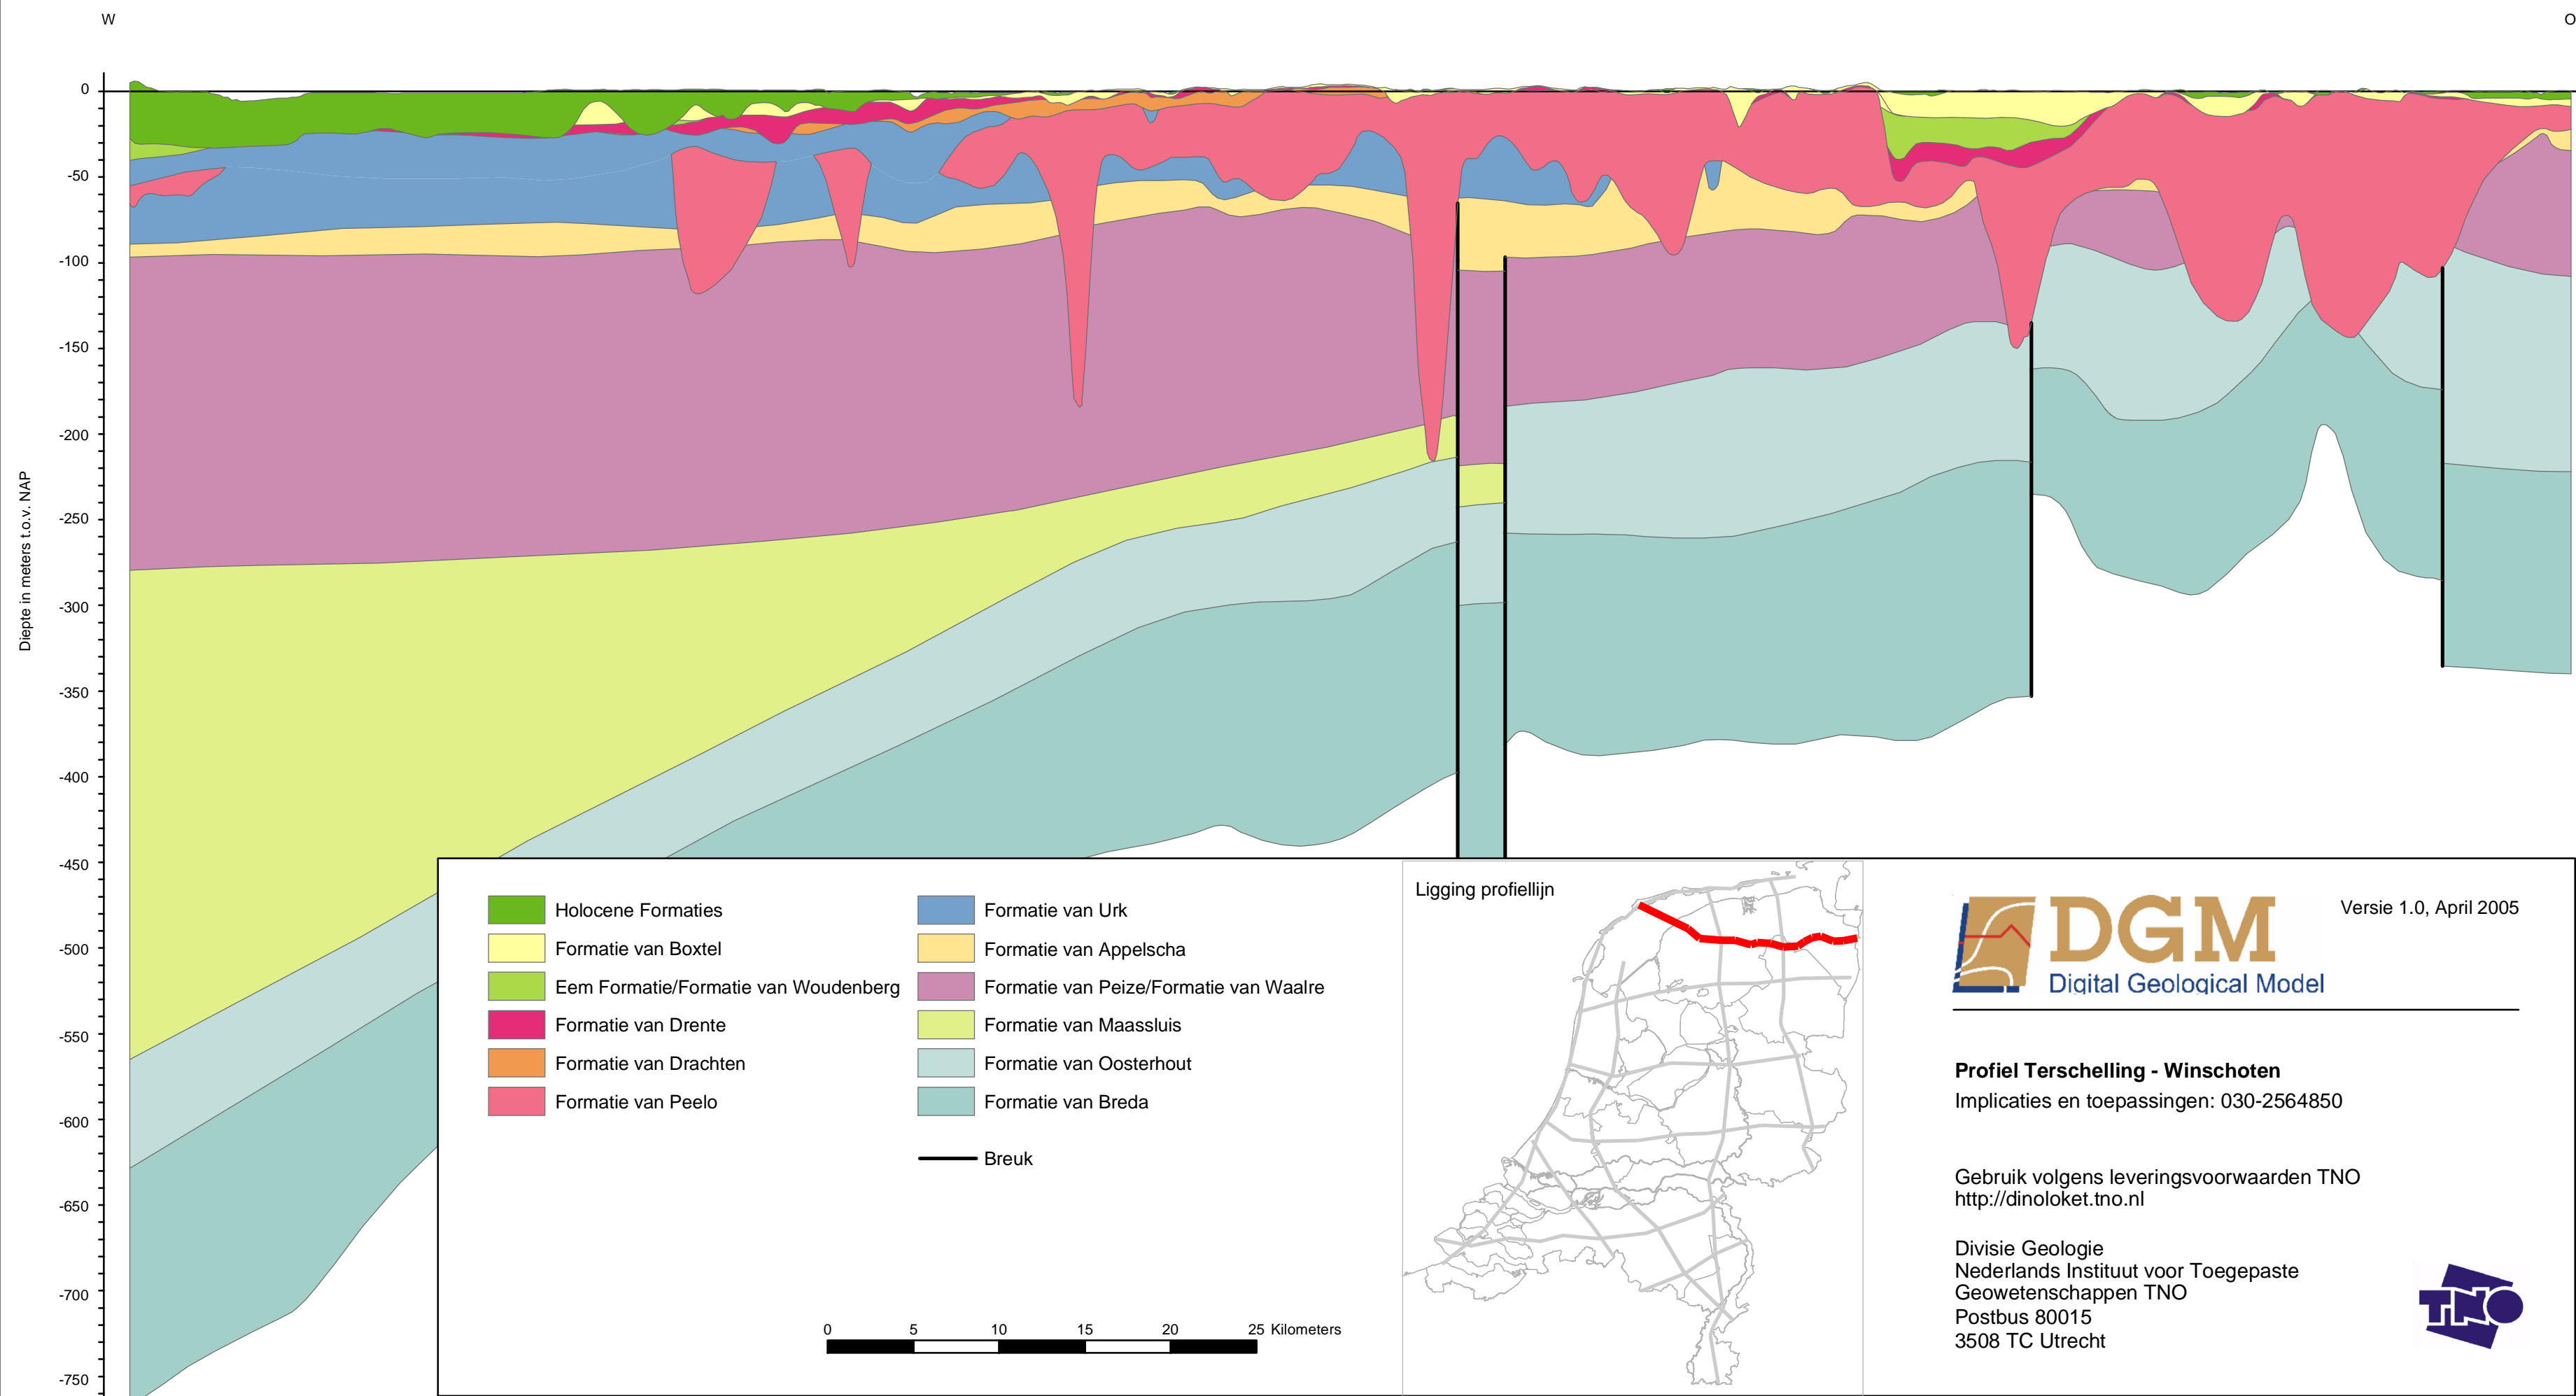 W
O
0
-50
-100
-150
-200
-250
-300
-350
-400
-450
-500
-550
-600
-650
-700
-750
Diepte in meters t.o.v. NAP
Holocene Formaties
Formatie van Boxtel
Eem Formatie/Formatie van Woudenberg
Formatie van Drente
Formatie van Drachten
Formatie van Peelo
Formatie van Urk
Formatie van Appelscha
Formatie van Peize/Formatie van Waalre
Formatie van Maassluis
Formatie van Oosterhout
Formatie van Breda
Breuk
0 5 10 15 20 25 Kilometers
Ligging profiellijn
DGM
Digital Geological Model
Versie 1.0, April 2005
Profiel Terschelling - Winschoten
Implicaties en toepassingen: 030-2564850
Gebruik volgens leveringsvoorwaarden TNO
http://dinoloket.tno.nl
Divisie Geologie
Nederlands Instituut voor Toegepaste
Geowetenschappen TNO
Postbus 80015
3508 TC Utrecht
TNO